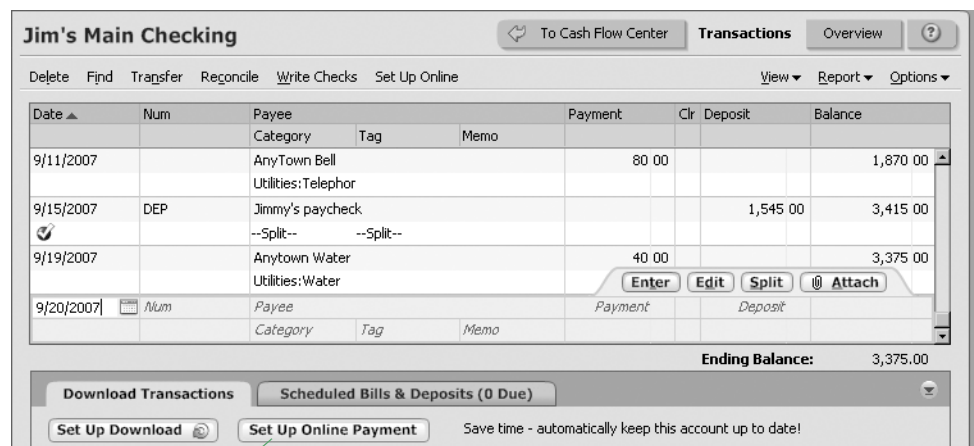 Jim's Main Checking To Cash Flow Center Transactions Overview ?
Delete Find Transfer Reconcile Write Checks Set Up Online View Report Options
Date Num Payee Payment Clr Deposit Balance
Category Tag Memo
9/11/2007 AnyTown Bell 80 00 1,870 00
Utilities:Telephor
9/15/2007 DEP Jimmy's paycheck 1,545 00 3,415 00
--Split-- --Split--
9/19/2007 Anytown Water 40 00 3,375 00
Utilities:Water Enter Edit Split Attach
9/20/2007 Num Payee Payment Deposit
Category Tag Memo
Ending Balance: 3,375.00
Download Transactions Scheduled Bills & Deposits (0 Due)
Set Up Download Set Up Online Payment Save time - automatically keep this account up to date!